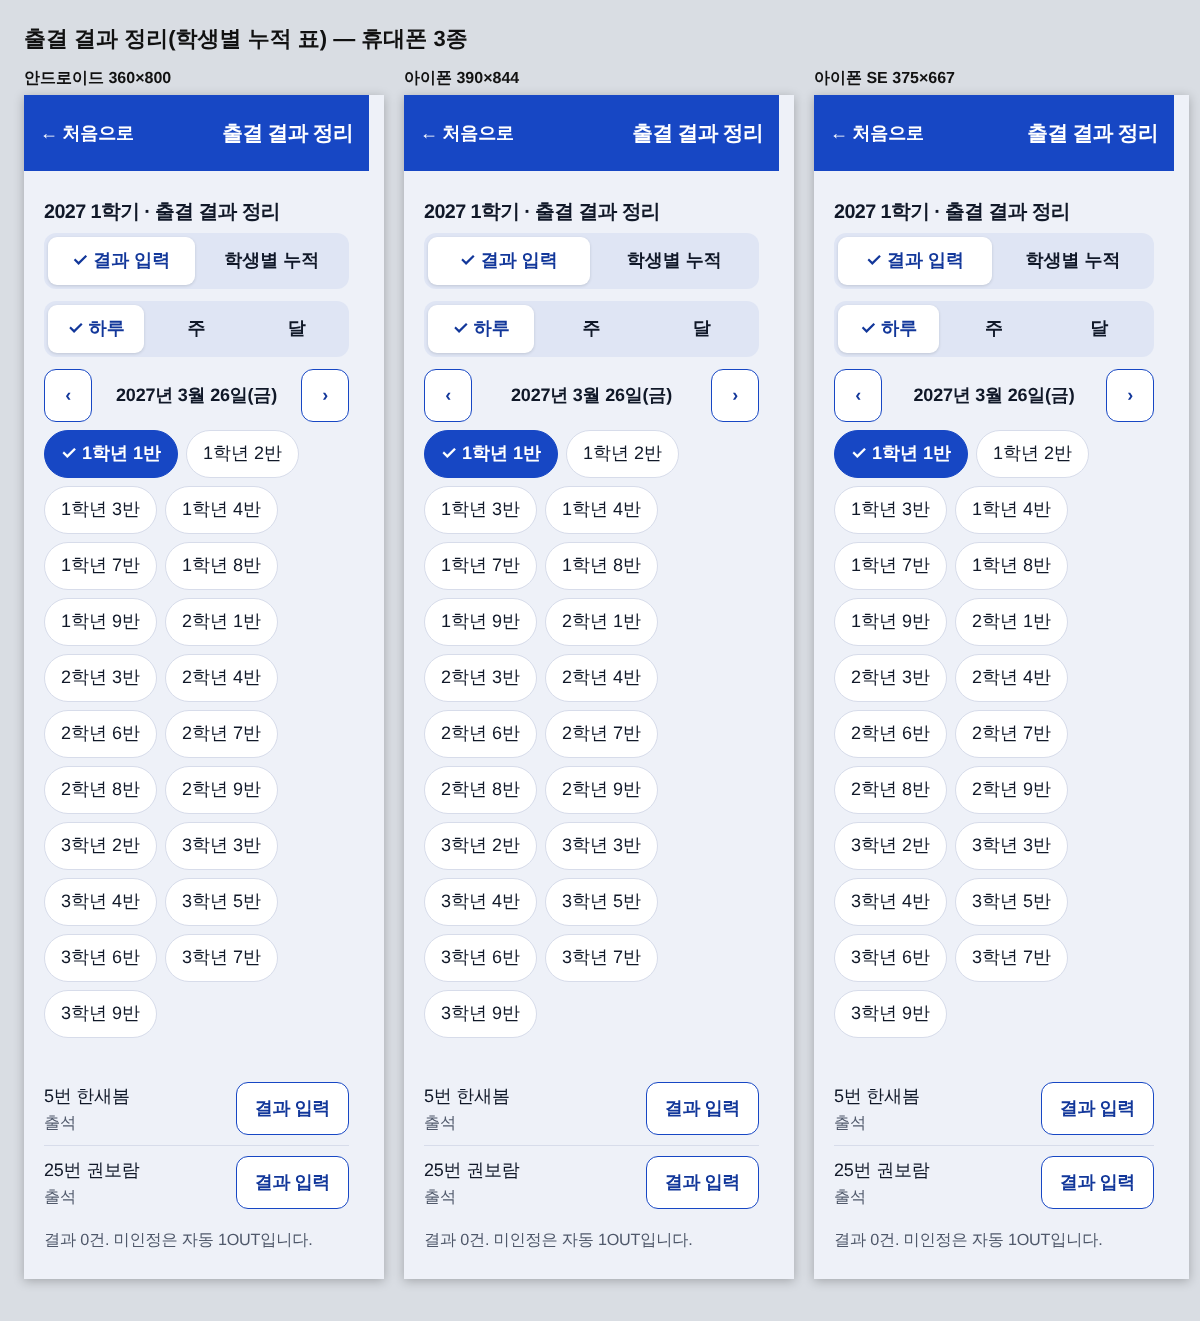 출결 결과 정리(학생별 누적 표) — 휴대폰 3종
안드로이드 360×800
← 처음으로 출결 결과 정리
2027 1학기 · 출결 결과 정리
✓ 결과 입력 학생별 누적
✓ 하루 주 달
‹ 2027년 3월 26일(금) ›
✓ 1학년 1반 1학년 2반
1학년 3반 1학년 4반
1학년 7반 1학년 8반
1학년 9반 2학년 1반
2학년 3반 2학년 4반
2학년 6반 2학년 7반
2학년 8반 2학년 9반
3학년 2반 3학년 3반
3학년 4반 3학년 5반
3학년 6반 3학년 7반
3학년 9반
5번 한새봄
출석
결과 입력
25번 권보람
출석
결과 입력
결과 0건. 미인정은 자동 1OUT입니다.
아이폰 390×844
← 처음으로 출결 결과 정리
2027 1학기 · 출결 결과 정리
✓ 결과 입력 학생별 누적
✓ 하루 주 달
‹ 2027년 3월 26일(금) ›
✓ 1학년 1반 1학년 2반
1학년 3반 1학년 4반
1학년 7반 1학년 8반
1학년 9반 2학년 1반
2학년 3반 2학년 4반
2학년 6반 2학년 7반
2학년 8반 2학년 9반
3학년 2반 3학년 3반
3학년 4반 3학년 5반
3학년 6반 3학년 7반
3학년 9반
5번 한새봄
출석
결과 입력
25번 권보람
출석
결과 입력
결과 0건. 미인정은 자동 1OUT입니다.
아이폰 SE 375×667
← 처음으로 출결 결과 정리
2027 1학기 · 출결 결과 정리
✓ 결과 입력 학생별 누적
✓ 하루 주 달
‹ 2027년 3월 26일(금) ›
✓ 1학년 1반 1학년 2반
1학년 3반 1학년 4반
1학년 7반 1학년 8반
1학년 9반 2학년 1반
2학년 3반 2학년 4반
2학년 6반 2학년 7반
2학년 8반 2학년 9반
3학년 2반 3학년 3반
3학년 4반 3학년 5반
3학년 6반 3학년 7반
3학년 9반
5번 한새봄
출석
결과 입력
25번 권보람
출석
결과 입력
결과 0건. 미인정은 자동 1OUT입니다.